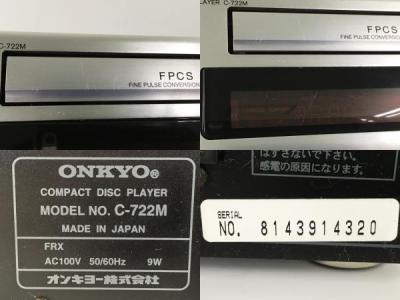 C-722M
FPCS
FINE PULSE CONVERSION
PLAYER C-722M
FPCS
FINE PULSE CONVERSION
ONKYO®
COMPACT DISC PLAYER
MODEL NO. C-722M
MADE IN JAPAN
FRX
AC100V 50/60Hz 9W
オンキヨー株式会社
はずさないで下さい。
感電の原因になります。
SERIAL
NO. 8143914320